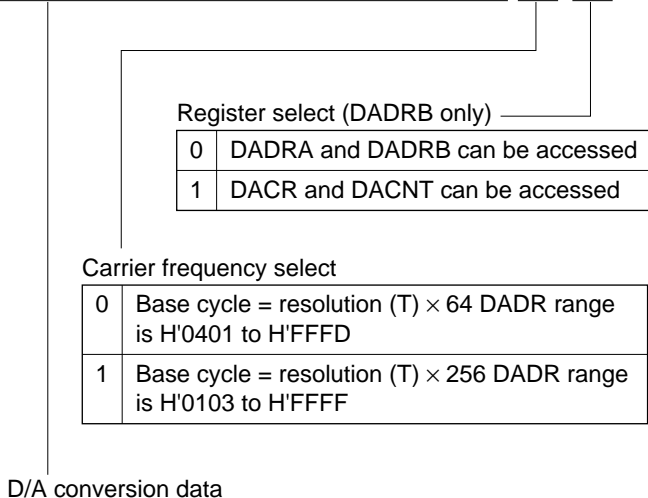 Register select (DADRB only)
0 DADRA and DADRB can be accessed
1 DACR and DACNT can be accessed
Carrier frequency select
0 Base cycle = resolution (T) × 64 DADR range
is H'0401 to H'FFFD
1 Base cycle = resolution (T) × 256 DADR range
is H'0103 to H'FFFF
D/A conversion data